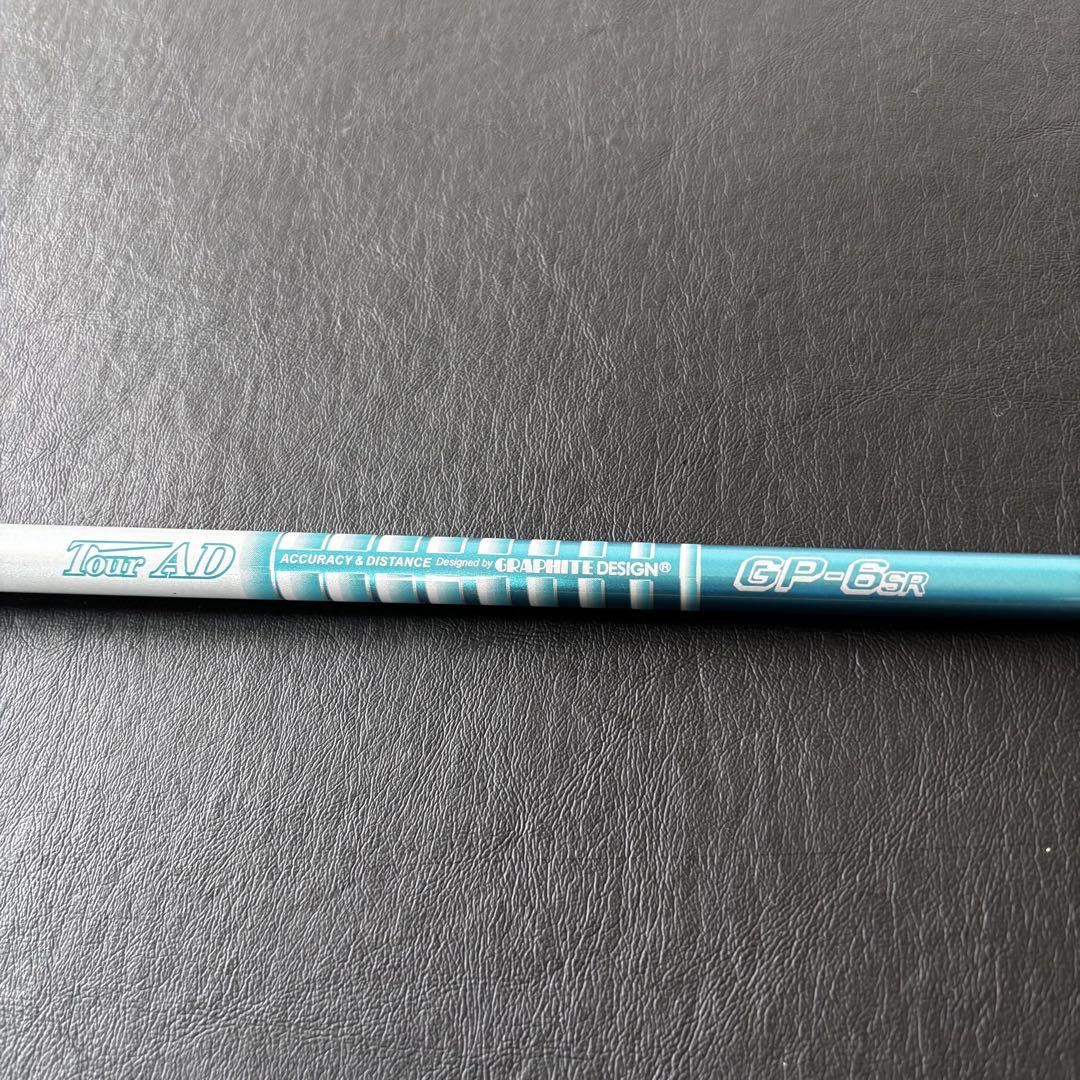 Tour AD ACCURACY & DISTANCE Designed by GRAPHITE DESIGN® GP-6SR